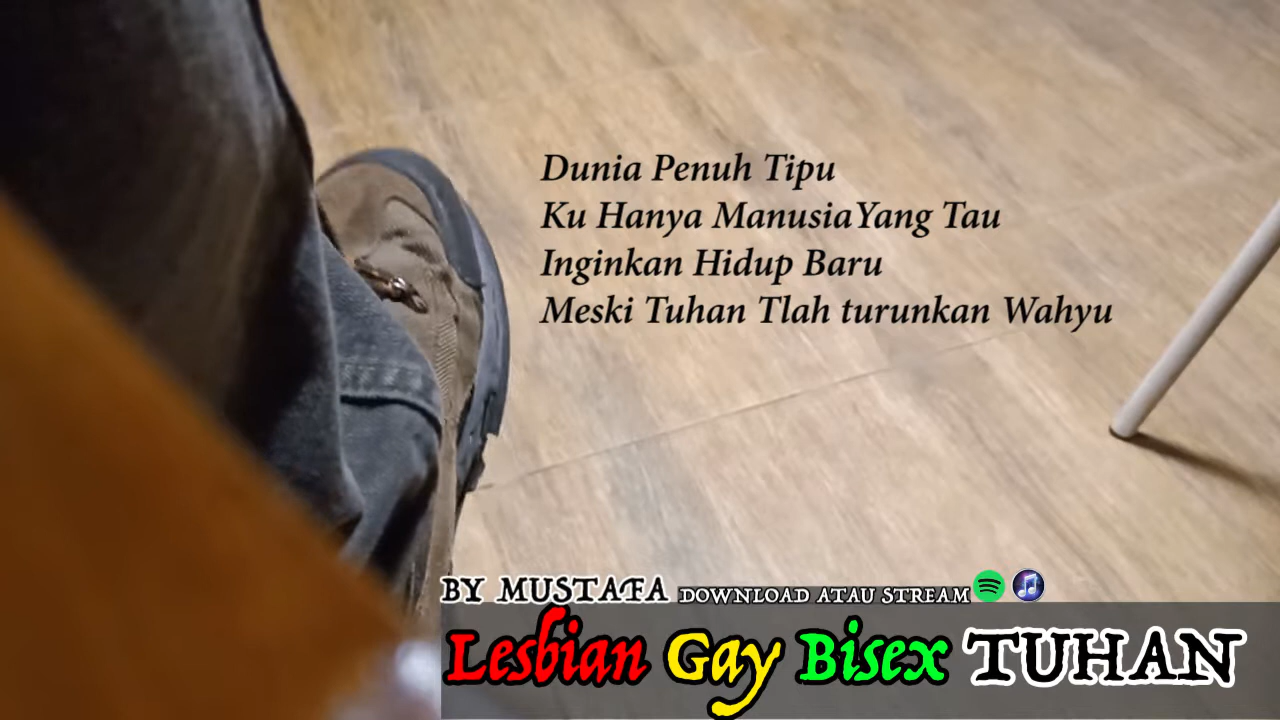 Dunia Penuh Tipu
Ku Hanya ManusiaYang Tau
Inginkan Hidup Baru
Meski Tuhan Tlah turunkan Wahyu
BY MUSTAFA DOWNLOAD ATAU STREAM
Lesbian Gay Bisex TUHAN